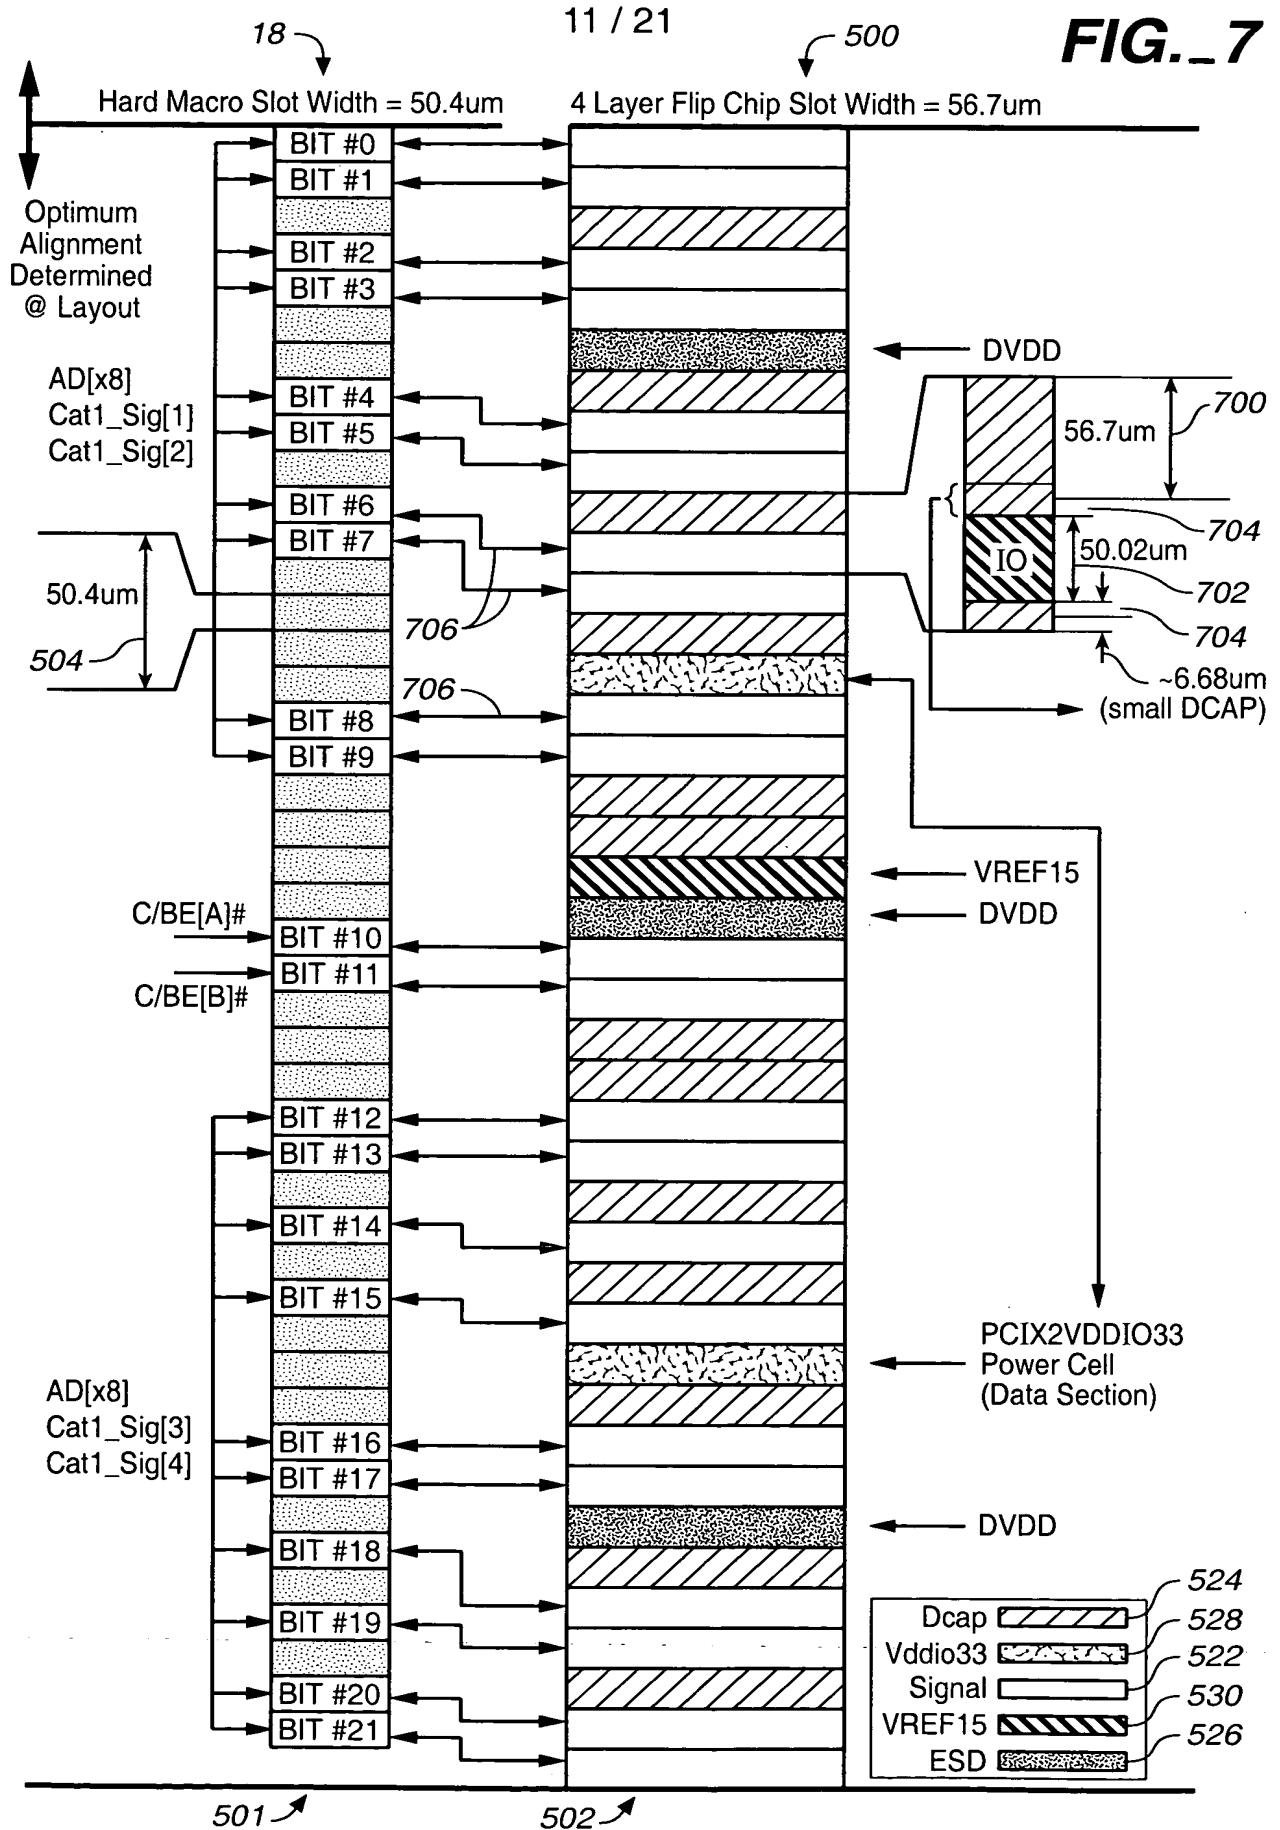 11 / 21
FIG._7
18
500
Hard Macro Slot Width = 50.4um
4 Layer Flip Chip Slot Width = 56.7um
Optimum
Alignment
Determined
@ Layout
BIT #0
BIT #1
BIT #2
BIT #3
DVDD
AD[x8]
Cat1_Sig[1]
Cat1_Sig[2]
BIT #4
BIT #5
BIT #6
BIT #7
700
56.7um
704
IO
50.02um
702
704
~6.68um
(small DCAP)
50.4um
504
706
706
BIT #8
BIT #9
VREF15
DVDD
C/BE[A]#
BIT #10
BIT #11
C/BE[B]#
BIT #12
BIT #13
BIT #14
BIT #15
PCIX2VDDIO33
Power Cell
(Data Section)
AD[x8]
Cat1_Sig[3]
Cat1_Sig[4]
BIT #16
BIT #17
DVDD
BIT #18
BIT #19
BIT #20
BIT #21
Dcap 524
Vddio33 528
Signal 522
VREF15 530
ESD 526
501
502